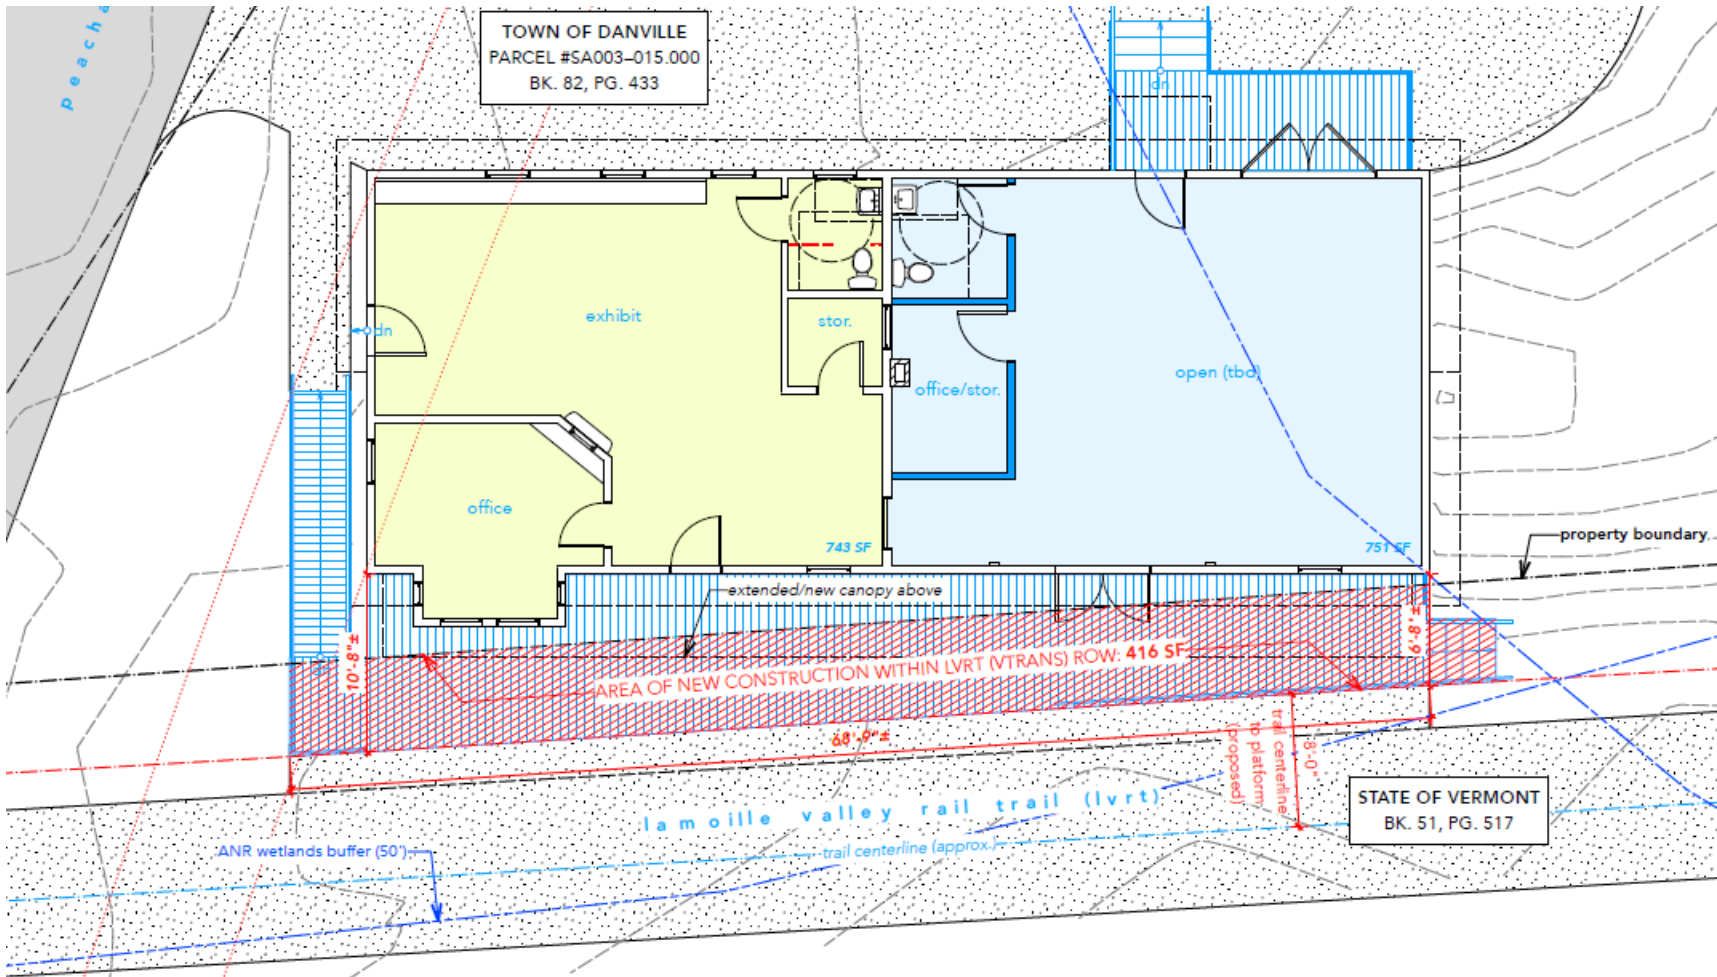 peacha
TOWN OF DANVILLE
PARCEL #SA003–015.000
BK. 82, PG. 433
dn
exhibit
stor.
dn
office/stor.
open (tbd)
office
743 SF
751 SF
property boundary
extended/new canopy above
10'-8"±
6'-8"±
dn
AREA OF NEW CONSTRUCTION WITHIN LVRT (VTRANS) ROW: 416 SF
68'-9"±
8'-0"
trail centerline
to platform
(proposed)
STATE OF VERMONT
BK. 51, PG. 517
lamoille valley rail trail (lvrt)
trail centerline (approx.)
ANR wetlands buffer (50')